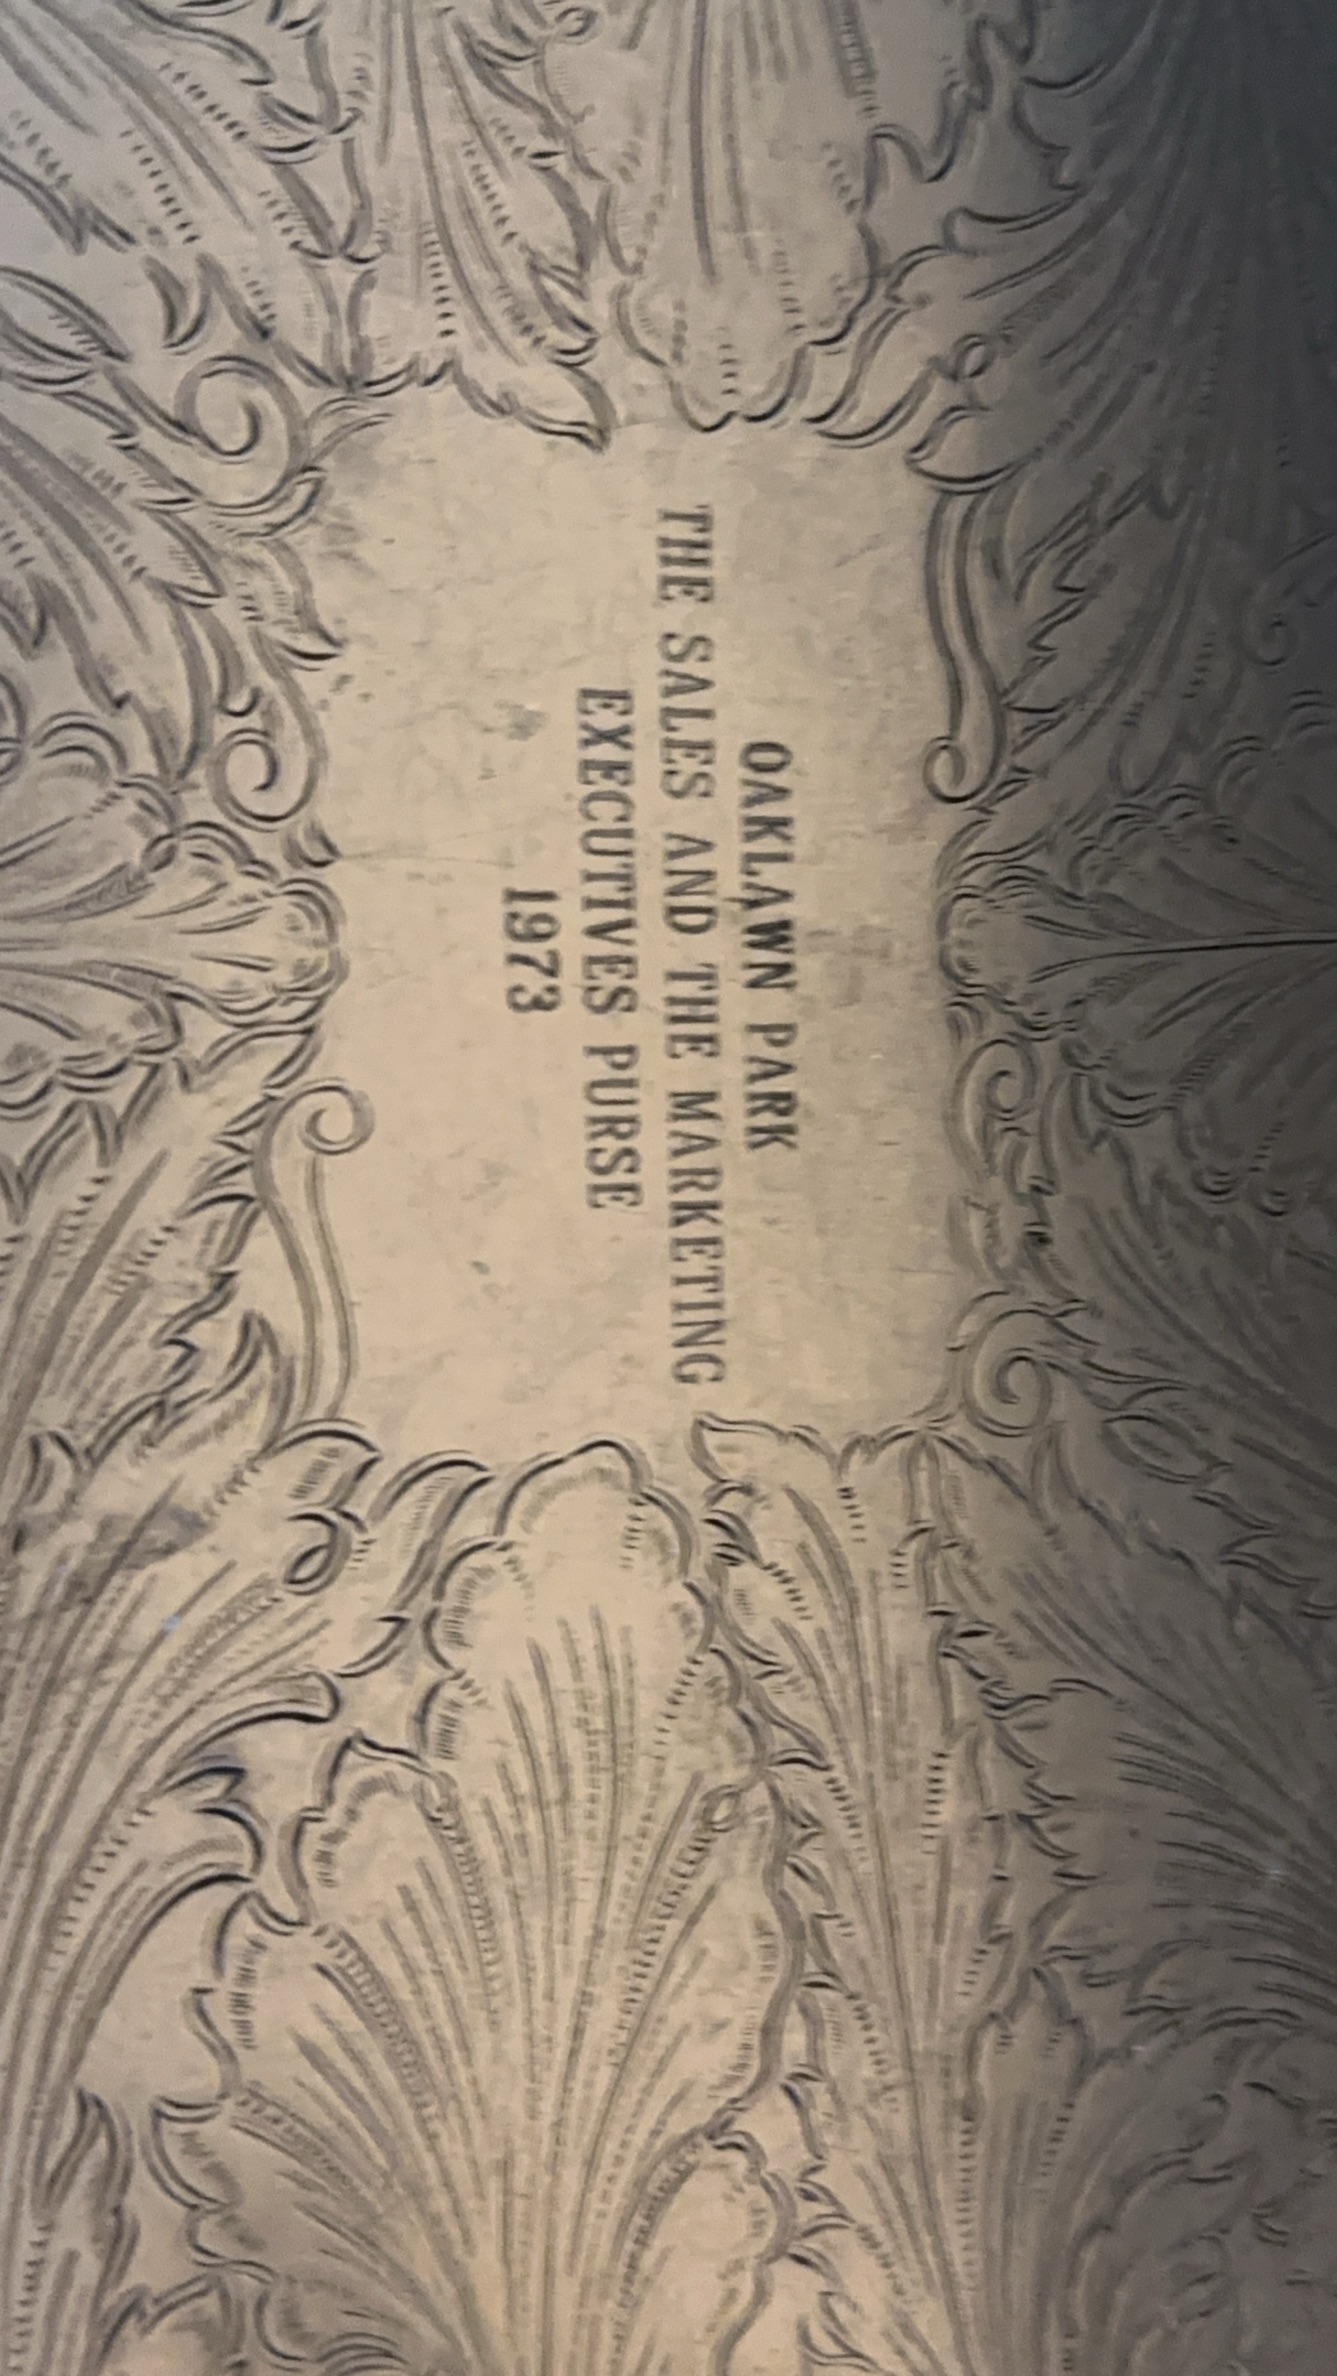 OAKLAWN PARK
THE SALES AND THE MARKETING
EXECUTIVES PURSE
1973